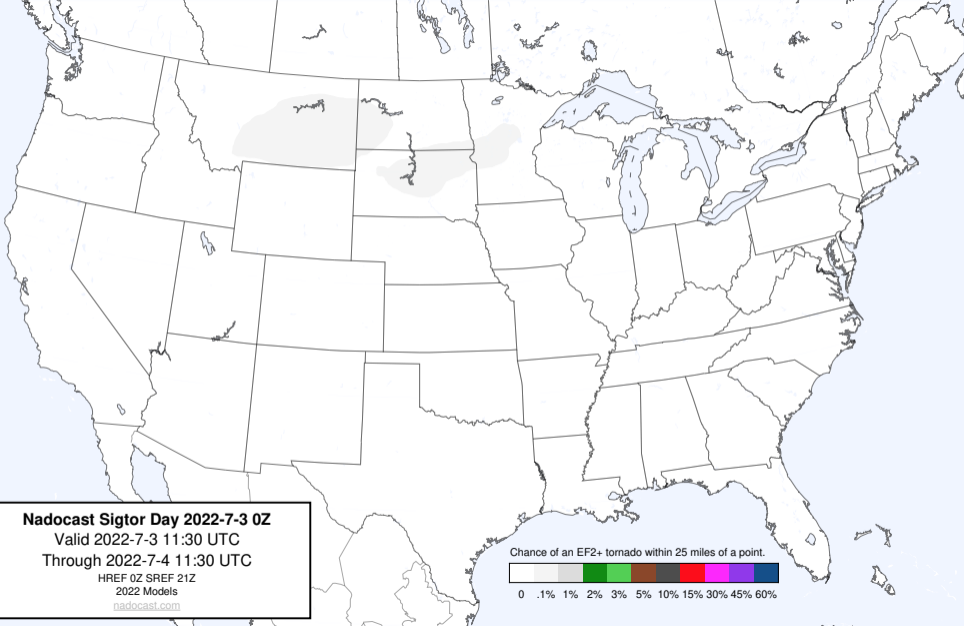 Nadocast Sigtor Day 2022-7-3 0Z
Valid 2022-7-3 11:30 UTC
Through 2022-7-4 11:30 UTC
HREF 0Z SREF 21Z
2022 Models
nadocast.com
Chance of an EF2+ tornado within 25 miles of a point.
0 .1% 1% 2% 3% 5% 10% 15% 30% 45% 60%